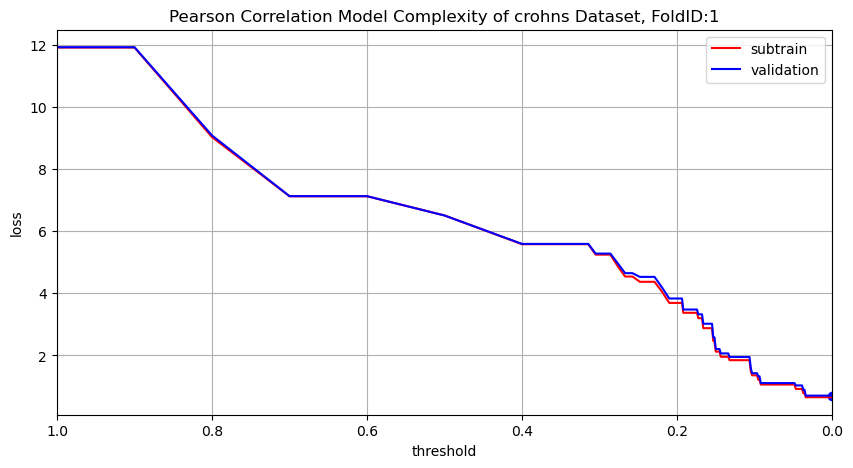 Pearson Correlation Model Complexity of crohns Dataset, FoldID:1
subtrain
validation
12
10
8
6
4
2
loss
1.0
0.8
0.6
0.4
0.2
0.0
threshold